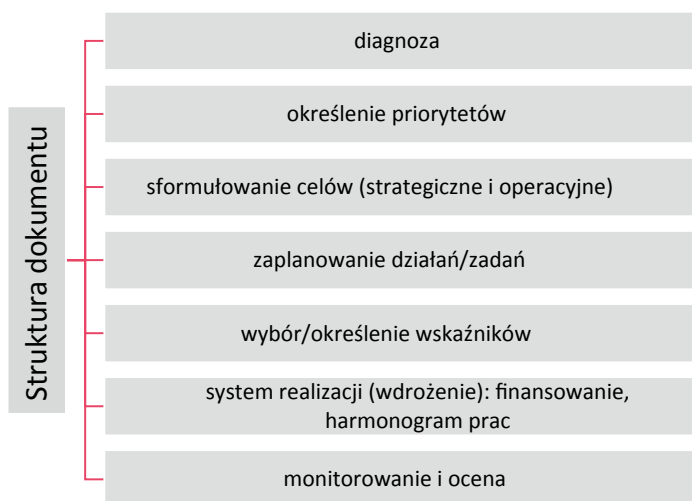 Struktura dokumentu
diagnoza
określenie priorytetów
sformułowanie celów (strategiczne i operacyjne)
zaplanowanie działań/zadań
wybór/określenie wskaźników
system realizacji (wdrożenie): finansowanie,
harmonogram prac
monitorowanie i ocena